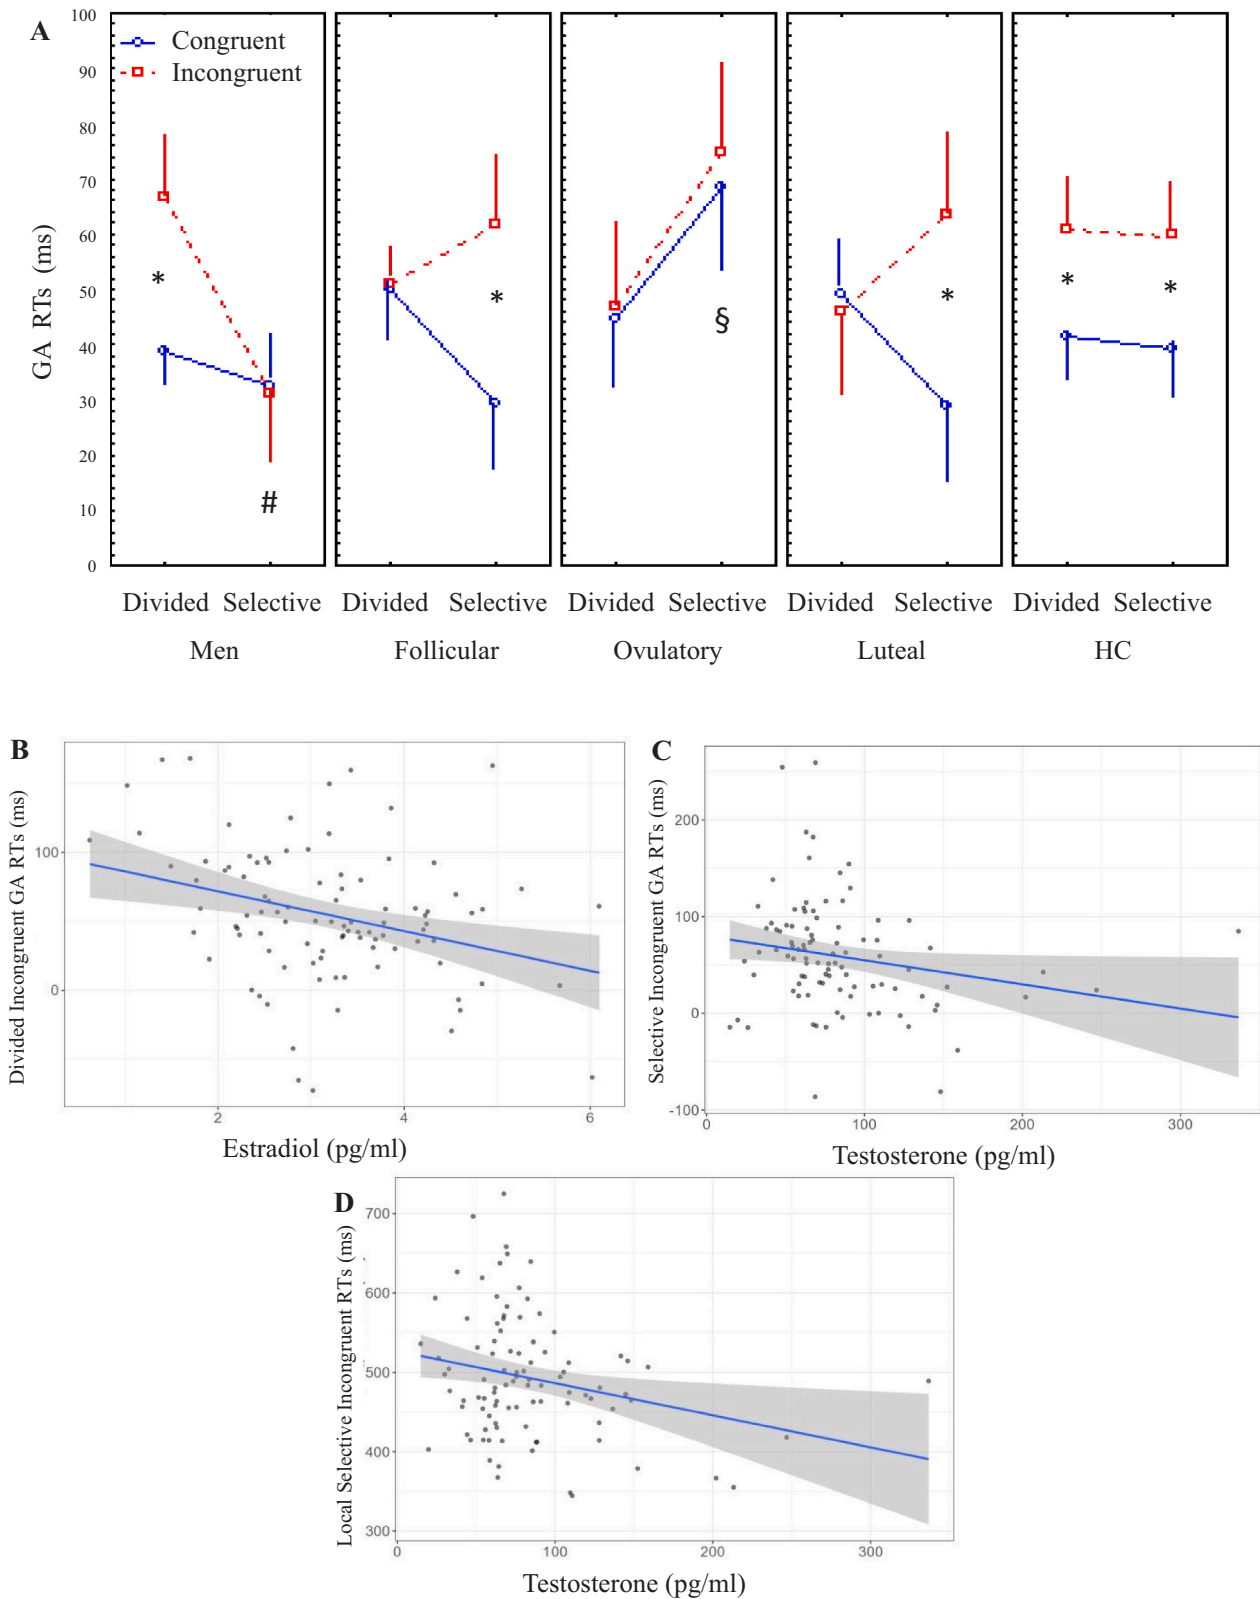 A
Congruent
Incongruent
100
90
80
70
60
50
40
30
20
10
0
GA RTs (ms)
*
#
*
§
*
*
*
Divided Selective Divided Selective Divided Selective Divided Selective Divided Selective
Men Follicular Ovulatory Luteal HC
B
Divided Incongruent GA RTs (ms)
100
0
2 4 6
Estradiol (pg/ml)
C
Selective Incongruent GA RTs (ms)
200
100
0
-100
0 100 200 300
Testosterone (pg/ml)
D
Local Selective Incongruent RTs (ms)
700
600
500
400
300
0 100 200 300
Testosterone (pg/ml)